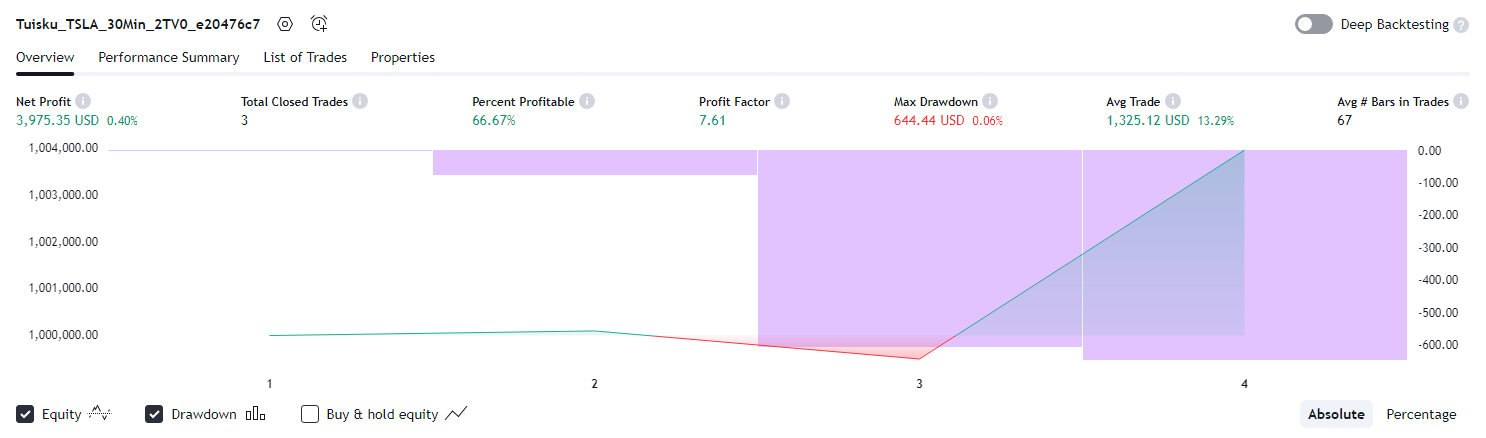 Tuisku_TSLA_30Min_2TV0_e20476c7
Deep Backtesting ?
Overview Performance Summary List of Trades Properties
Net Profit Total Closed Trades Percent Profitable Profit Factor Max Drawdown Avg Trade Avg # Bars in Trades
3,975.35 USD 0.40% 3 66.67% 7.61 644.44 USD 0.06% 1,325.12 USD 13.29% 67
1,004,000.00 0.00
1,003,000.00 -100.00
-200.00
1,002,000.00 -300.00
1,001,000.00 -400.00
-500.00
1,000,000.00 -600.00
1 2 3 4
Equity Drawdown Buy & hold equity Absolute Percentage